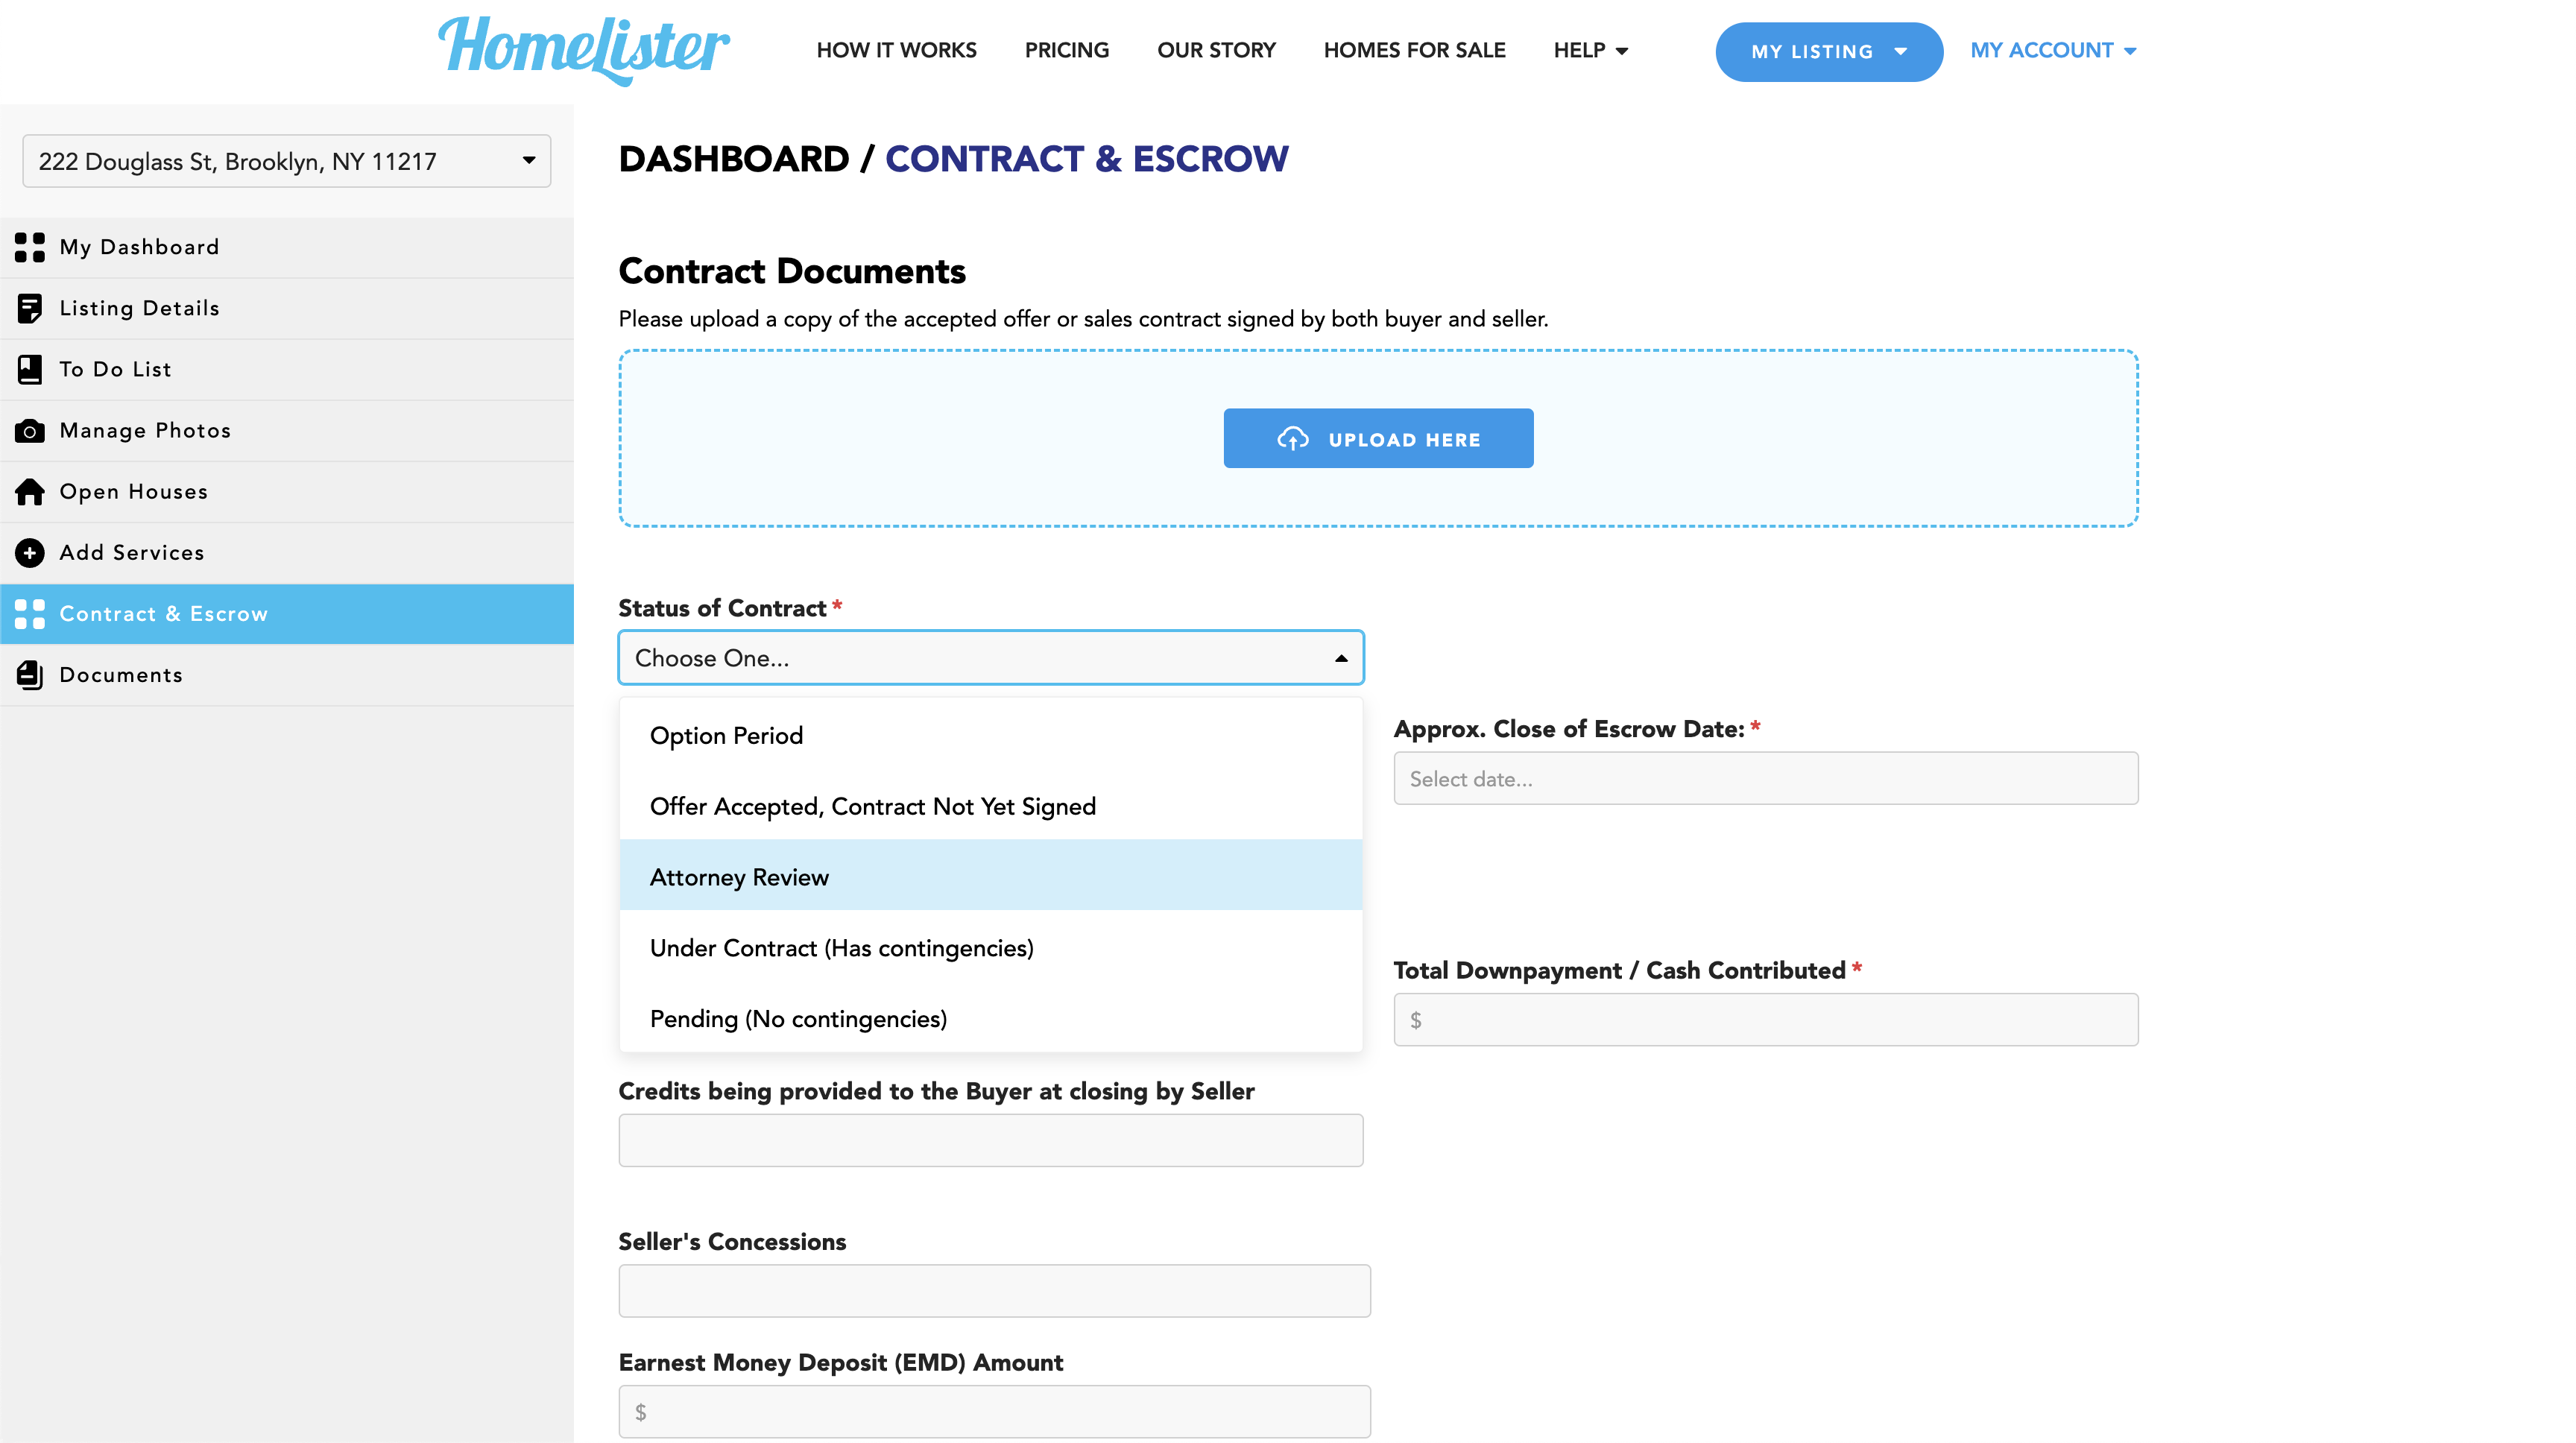 HomeLister
HOW IT WORKS
PRICING
OUR STORY
HOMES FOR SALE
HELP
MY LISTING
MY ACCOUNT
222 Douglass St, Brooklyn, NY 11217
My Dashboard
Listing Details
To Do List
Manage Photos
Open Houses
Add Services
Contract & Escrow
Documents
DASHBOARD / CONTRACT & ESCROW
Contract Documents
Please upload a copy of the accepted offer or sales contract signed by both buyer and seller.
UPLOAD HERE
Status of Contract *
Choose One...
Option Period
Offer Accepted, Contract Not Yet Signed
Attorney Review
Under Contract (Has contingencies)
Pending (No contingencies)
Approx. Close of Escrow Date: *
Select date...
Total Downpayment / Cash Contributed *
$
Credits being provided to the Buyer at closing by Seller
Seller's Concessions
Earnest Money Deposit (EMD) Amount
$